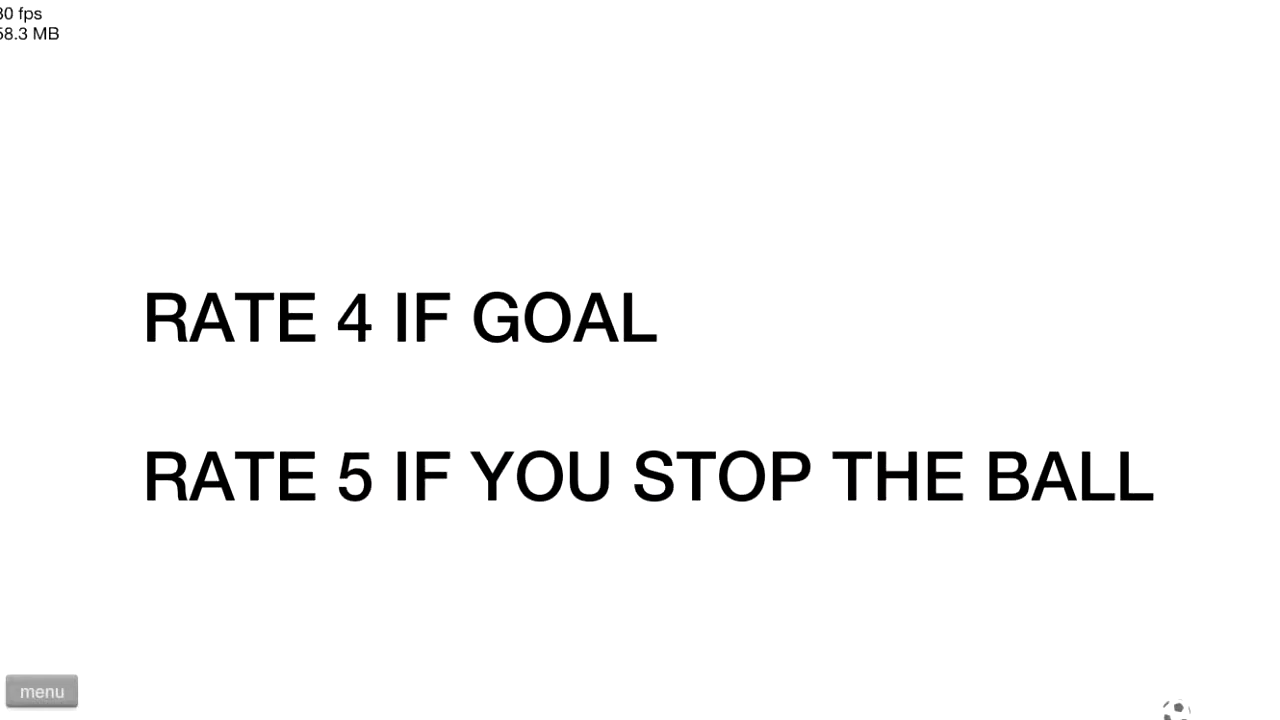 30 fps
58.3 MB
RATE 4 IF GOAL
RATE 5 IF YOU STOP THE BALL
menu